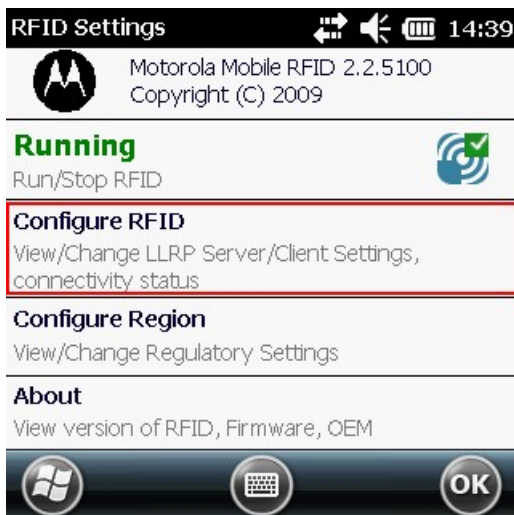 RFID Settings 14:39
Motorola Mobile RFID 2.2.5100
Copyright (C) 2009
Running
Run/Stop RFID
Configure RFID
View/Change LLRP Server/Client Settings,
connectivity status
Configure Region
View/Change Regulatory Settings
About
View version of RFID, Firmware, OEM
OK